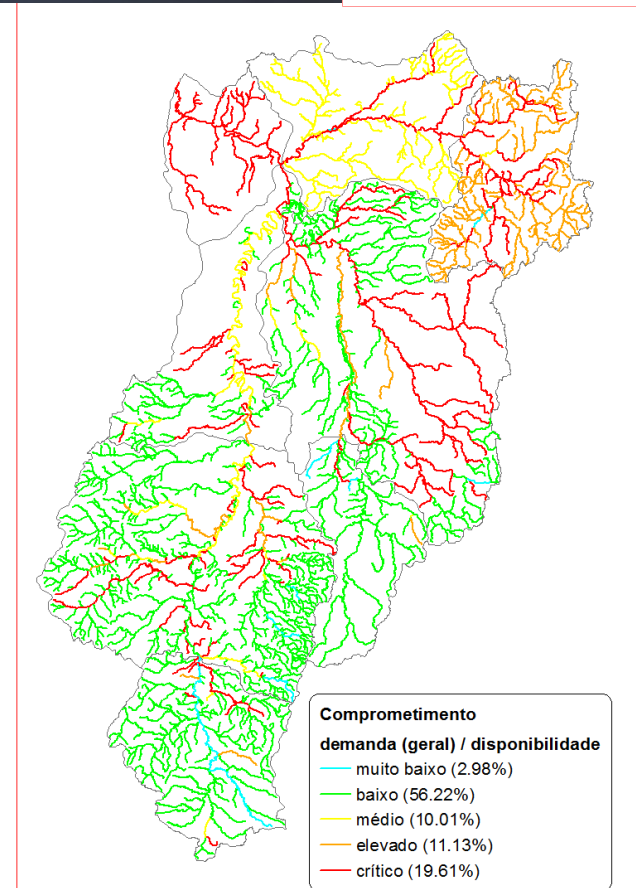 Comprometimento
demanda (geral) / disponibilidade
muito baixo (2.98%)
baixo (56.22%)
médio (10.01%)
elevado (11.13%)
crítico (19.61%)